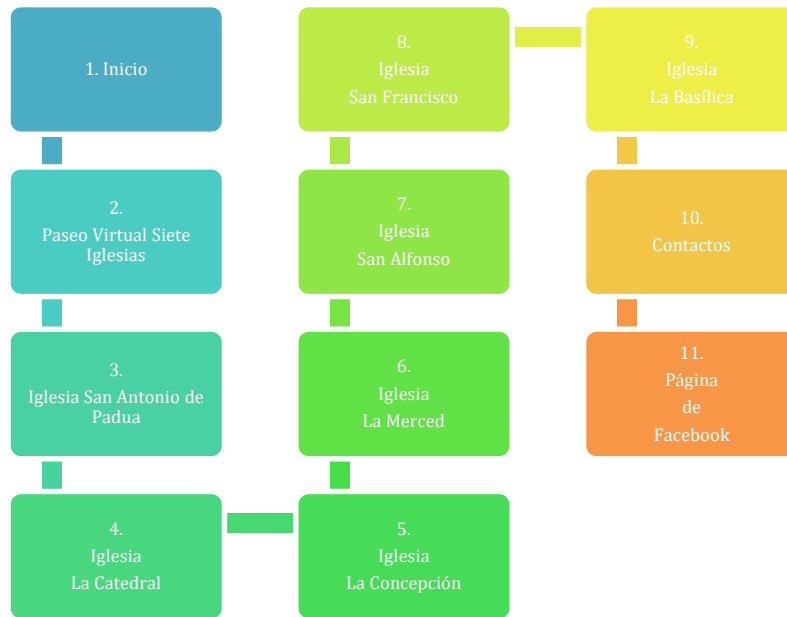 1. Inicio
2.
Paseo Virtual Siete
Iglesias
3.
Iglesia San Antonio de
Padua
4.
Iglesia
La Catedral
5.
Iglesia
La Concepción
6.
Iglesia
La Merced
7.
Iglesia
San Alfonso
8.
Iglesia
San Francisco
9.
Iglesia
La Basílica
10.
Contactos
11.
Página
de
Facebook